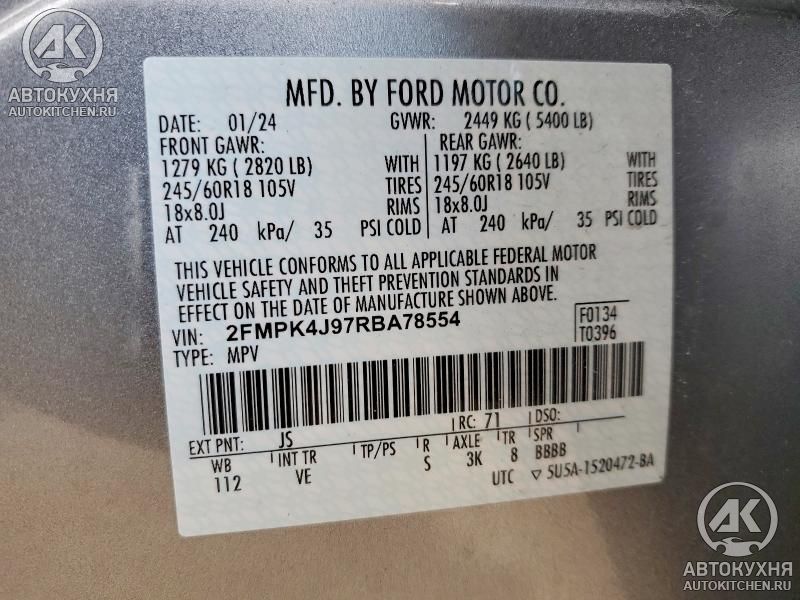 АК
АВТОКУХНЯ
AUTOKITCHEN.RU
MFD. BY FORD MOTOR CO.
DATE: 01/24 GVWR: 2449 KG ( 5400 LB)
FRONT GAWR: REAR GAWR:
1279 KG ( 2820 LB) WITH 1197 KG ( 2640 LB) WITH
245/60R18 105V TIRES 245/60R18 105V TIRES
18x8.0J RIMS 18x8.0J RIMS
AT 240 kPa/ 35 PSI COLD AT 240 kPa/ 35 PSI COLD
THIS VEHICLE CONFORMS TO ALL APPLICABLE FEDERAL MOTOR
VEHICLE SAFETY AND THEFT PREVENTION STANDARDS IN
EFFECT ON THE DATE OF MANUFACTURE SHOWN ABOVE.
VIN: 2FMPK4J97RBA78554 F0134
TYPE: MPV T0396
EXT PNT: JS RC: 71 DSO:
WB INT TR TP/PS R AXLE TR SPR
112 VE S 3K 8 BBBB
UTC ▽ 5U5A-1520472-BA
АК
АВТОКУХНЯ
AUTOKITCHEN.RU